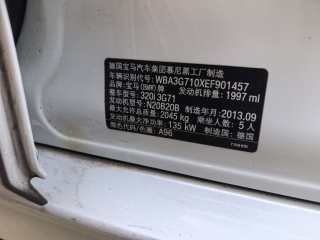 德国宝马汽车集团慕尼黑工厂制造
车辆识别代号: WBA3G710XEF901457
品牌: 宝马(BMW)牌 发动机排量: 1997 ml
型号: 320i 3G71
发动机型号: N20B20B 制造年月: 2013.09
最大设计总质量: 2045 kg 乘坐人数: 5 人
发动机最大净功率: 135 kW 制造国: 德国
颜色代码/色漆: A96